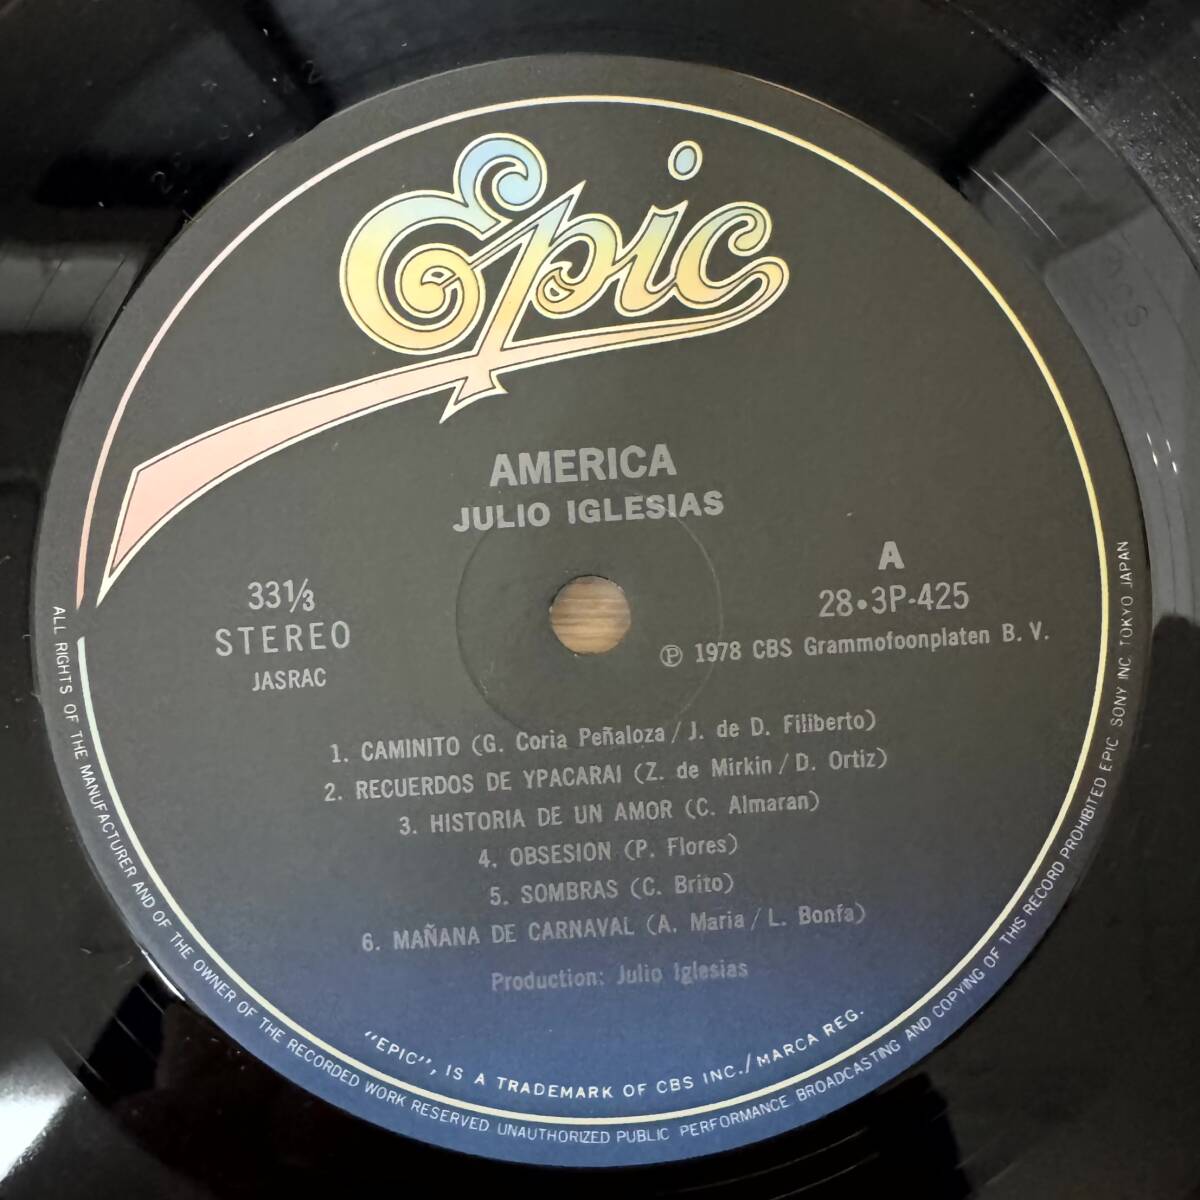 Epic
AMERICA
JULIO IGLESIAS
33⅓
STEREO
JASRAC
A
28•3P-425
Ⓟ 1978 CBS Grammofoonplaten B. V.
1. CAMINITO (G. Coria Peñaloza / J. de D. Filiberto)
2. RECUERDOS DE YPACARAI (Z. de Mirkin / D. Ortiz)
3. HISTORIA DE UN AMOR (C. Almaran)
4. OBSESION (P. Flores)
5. SOMBRAS (C. Brito)
6. MAÑANA DE CARNAVAL (A. Maria / L. Bonfa)
Production: Julio Iglesias
"EPIC", IS A TRADEMARK OF CBS INC./MARCA REG.
ALL RIGHTS OF THE MANUFACTURER AND OF THE OWNER OF THE RECORDED WORK RESERVED UNAUTHORIZED PUBLIC PERFORMANCE BROADCASTING AND COPYING OF THIS RECORD PROHIBITED EPIC SONY INC. TOKYO JAPAN